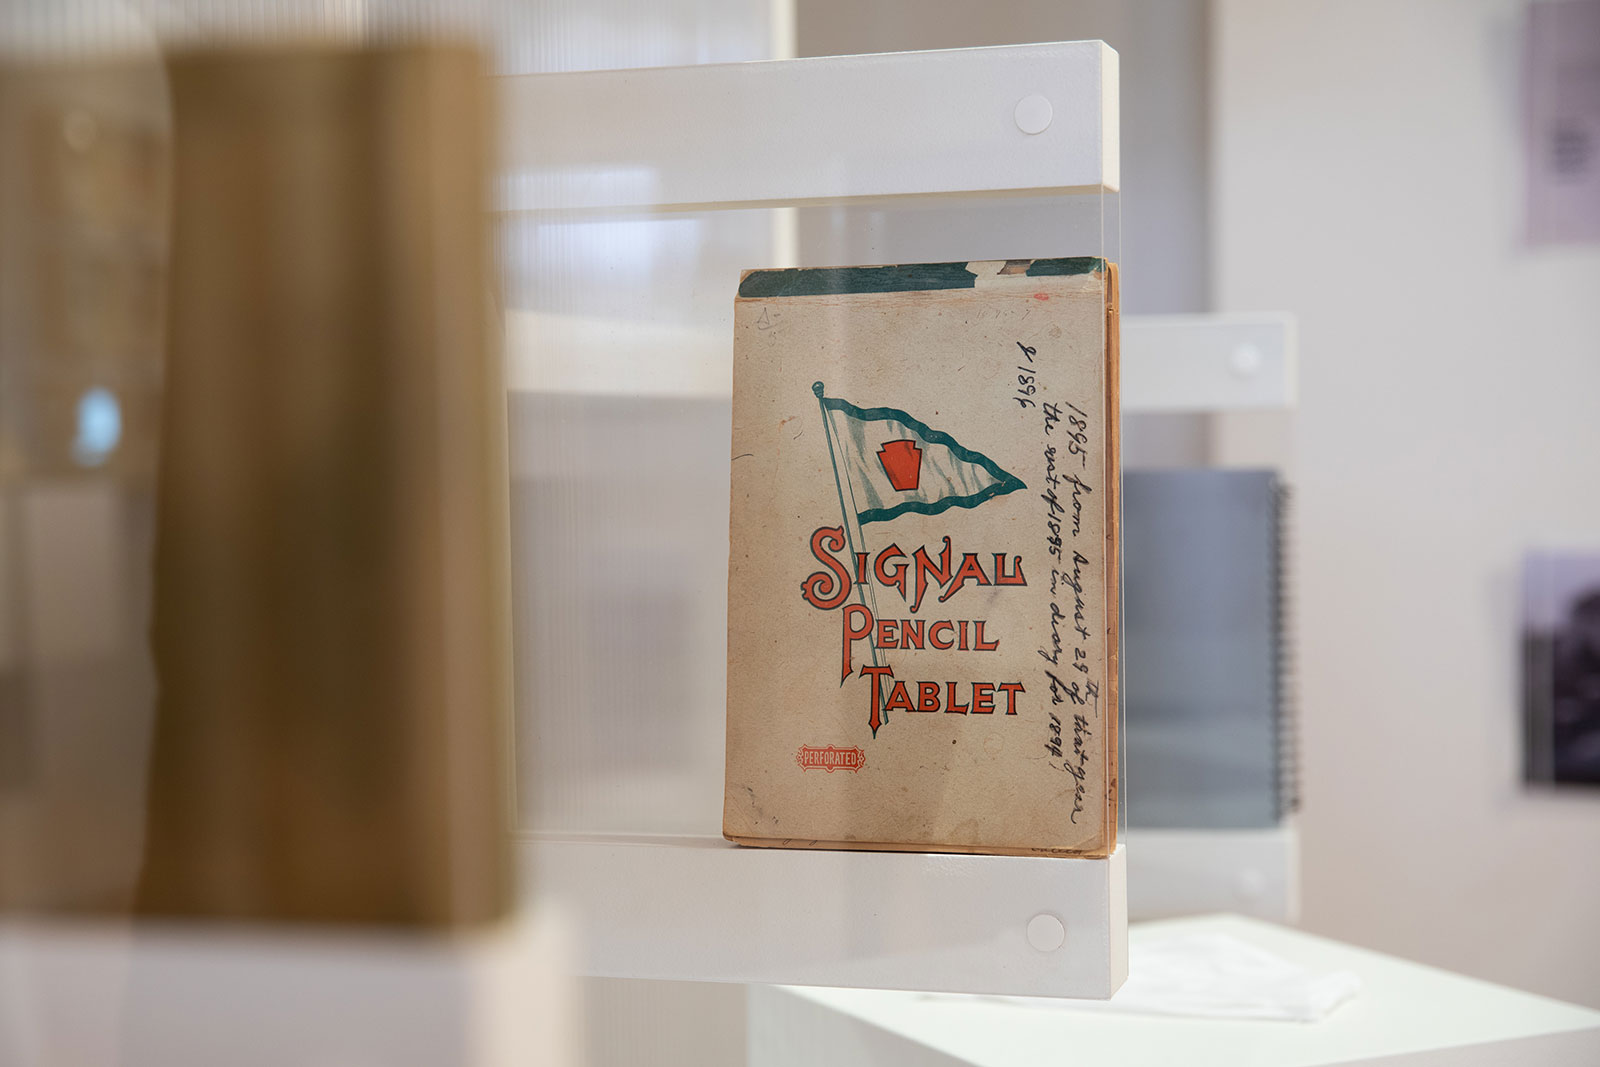 SIGNAL
PENCIL
TABLET
PERFORATED
1895 from August 29th of that year
the rest of 1895 in diary for 1894,
& 1896